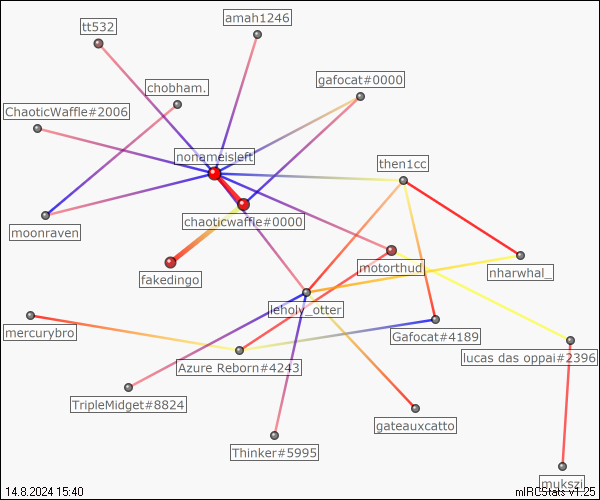 amah1246
tt532
gafocat#0000
chobham.
ChaoticWaffle#2006
nonameisleft
then1cc
chaoticwaffle#0000
moonraven
motorthud
nharwhal_
fakedingo
leholy_otter
mercurybro
Gafocat#4189
lucas das oppai#2396
Azure Reborn#4243
TripleMidget#8824
gateauxcatto
Thinker#5995
mukszi
14.8.2024 15:40
mIRCStats v1.25